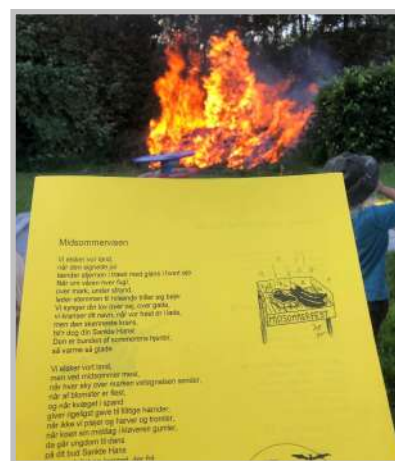 Midsommervisen
Vi elsker vort land,
når den signede jul
tænder stjernen i træet med glans i hvert øje.
Når om våren hver fugl,
over mark, under strand,
lader stemmen til hilsende triller sig bøje:
Vi synger din lov over vej, over gade,
vi kranser dit navn, når vor høst er i lade,
men den skønneste krans,
bli'r dog din Sankte Hans
Den er bunden af sommerens hjerter,
så varme så glade.
Vi elsker vort land,
men ved midsommer mest,
når hver sky over marken velsignelsen sender,
når af blomster er flest,
og når kvæget i spand
giver rigeligst gave til flittige hænder;
når ikke vi pløjer og harver og tromler,
når koen sin middag i kløveren gumler,
da går ungdom til dans
på dit bud Sankte Hans
MIDSOMMERFEST